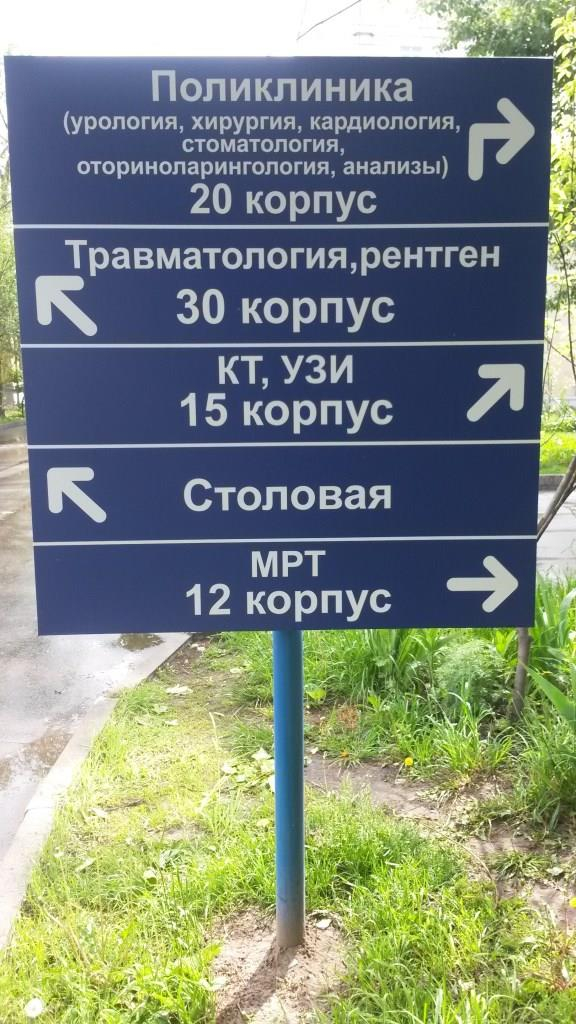 Поликлиника
(урология, хирургия, кардиология,
стоматология,
оториноларингология, анализы)
20 корпус
Травматология,рентген
30 корпус
КТ, УЗИ
15 корпус
Столовая
МРТ
12 корпус